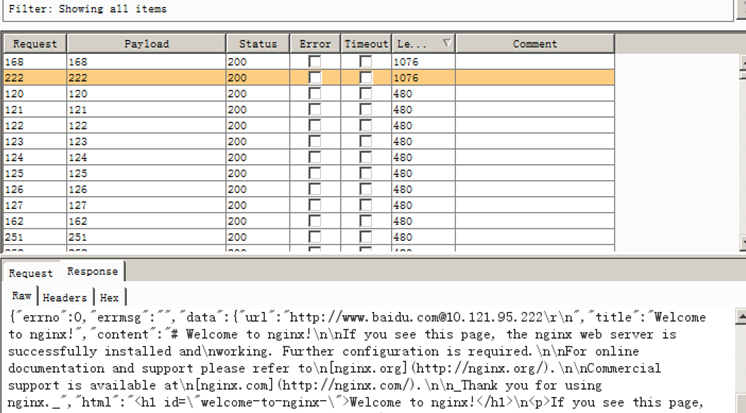 Filter: Showing all items
Request Payload Status Error Timeout Le... Comment
168 168 200 1076
222 222 200 1076
120 120 200 480
121 121 200 480
122 122 200 480
123 123 200 480
124 124 200 480
125 125 200 480
126 126 200 480
127 127 200 480
162 162 200 480
251 251 200 480
Request Response
Raw Headers Hex
{"errno":0,"errmsg":"","data":{"url":"http://www.baidu.com@10.121.95.222\r\n","title":"Welcome
to nginx!","content":"# Welcome to nginx!\n\nIf you see this page, the nginx web server is
successfully installed and\nworking. Further configuration is required.\n\nFor online
documentation and support please refer to\n[nginx.org](http://nginx.org/).\n\nCommercial
support is available at\n[nginx.com](http://nginx.com/).\n\n_Thank you for using
nginx._","html":"<h1 id=\"welcome-to-nginx-\">Welcome to nginx!</h1>\n<p>If you see this page,